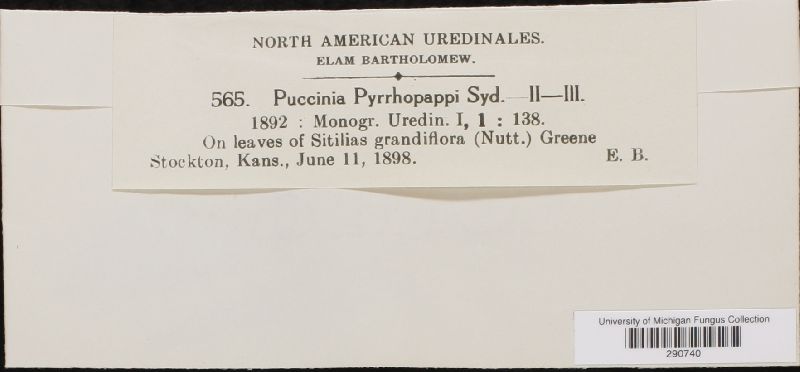 NORTH AMERICAN UREDINALES.
ELAM BARTHOLOMEW.
565. Puccinia Pyrrhopappi Syd. II—III.
1892 : Monogr. Uredin. I, 1 : 138.
On leaves of Sitilias grandiflora (Nutt.) Greene
Stockton, Kans., June 11, 1898. E. B.
University of Michigan Fungus Collection
290740